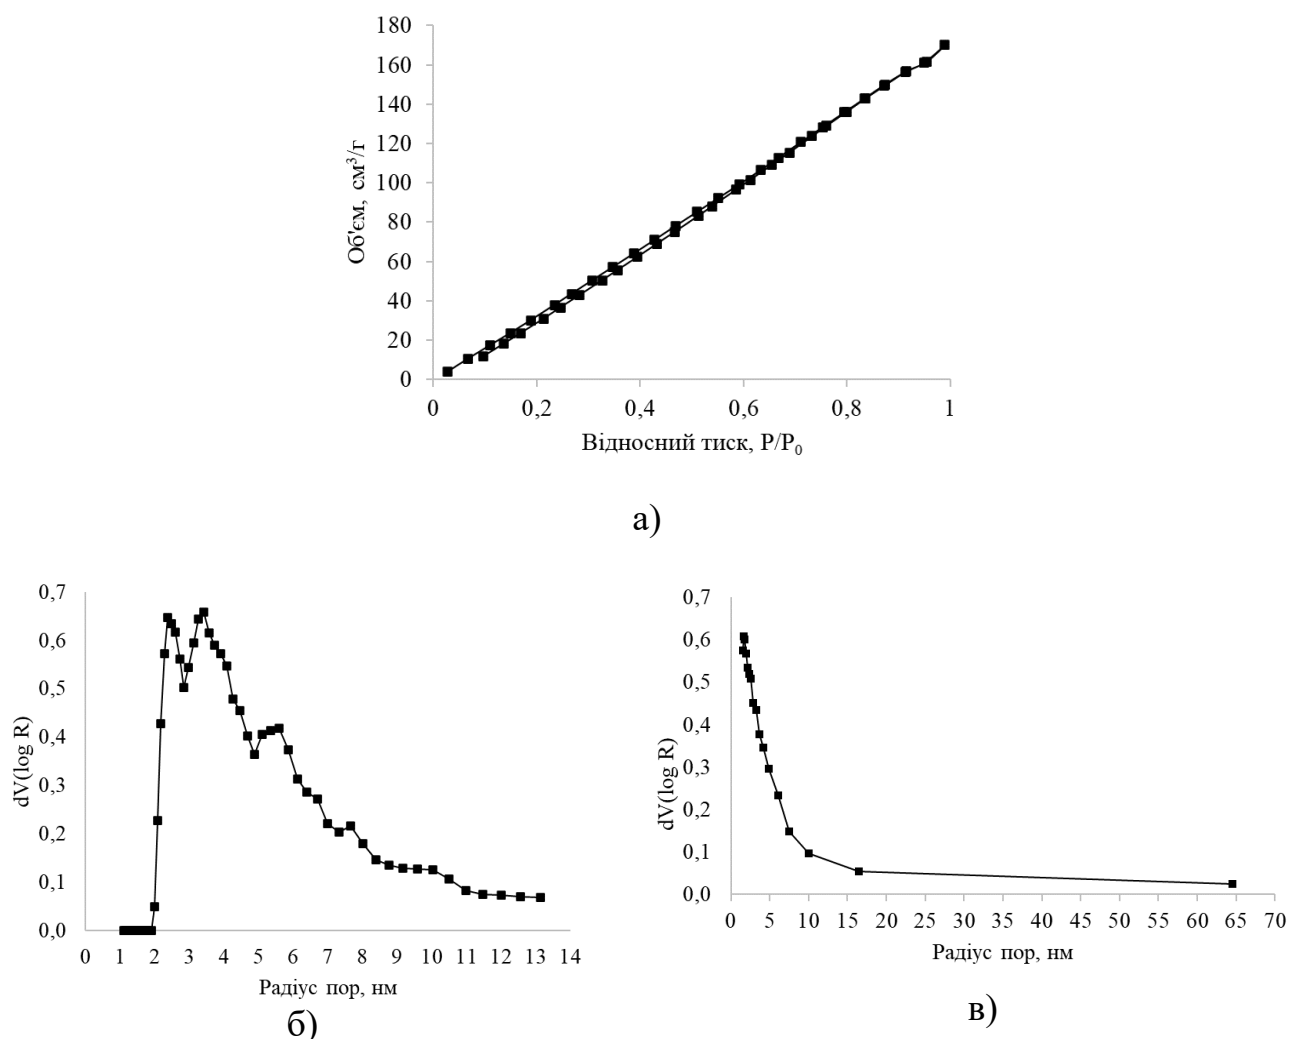 180
160
140
120
100
80
60
40
20
0
Об'єм, см³/г
0 0,2 0,4 0,6 0,8 1
Відносний тиск, P/P₀
а)
0,7
0,6
0,5
0,4
0,3
0,2
0,1
0,0
dV(log R)
0 1 2 3 4 5 6 7 8 9 10 11 12 13 14
Радіус пор, нм
б)
0,7
0,6
0,5
0,4
0,3
0,2
0,1
0,0
dV(log R)
0 5 10 15 20 25 30 35 40 45 50 55 60 65 70
Радіус пор, нм
в)